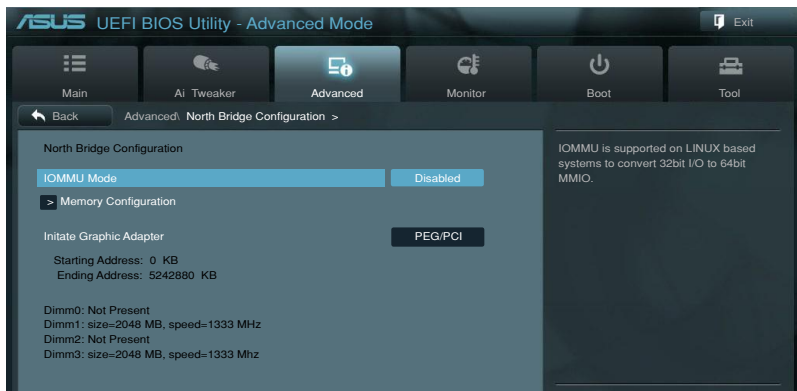 ASUS UEFI BIOS Utility - Advanced Mode
Exit
Main
Ai Tweaker
Advanced
Monitor
Boot
Tool
Back
Advanced\ North Bridge Configuration >
North Bridge Configuration
IOMMU Mode Disabled
> Memory Configuration
Initate Graphic Adapter PEG/PCI
Starting Address: 0 KB
Ending Address: 5242880 KB
Dimm0: Not Present
Dimm1: size=2048 MB, speed=1333 MHz
Dimm2: Not Present
Dimm3: size=2048 MB, speed=1333 Mhz
IOMMU is supported on LINUX based
systems to convert 32bit I/O to 64bit
MMIO.